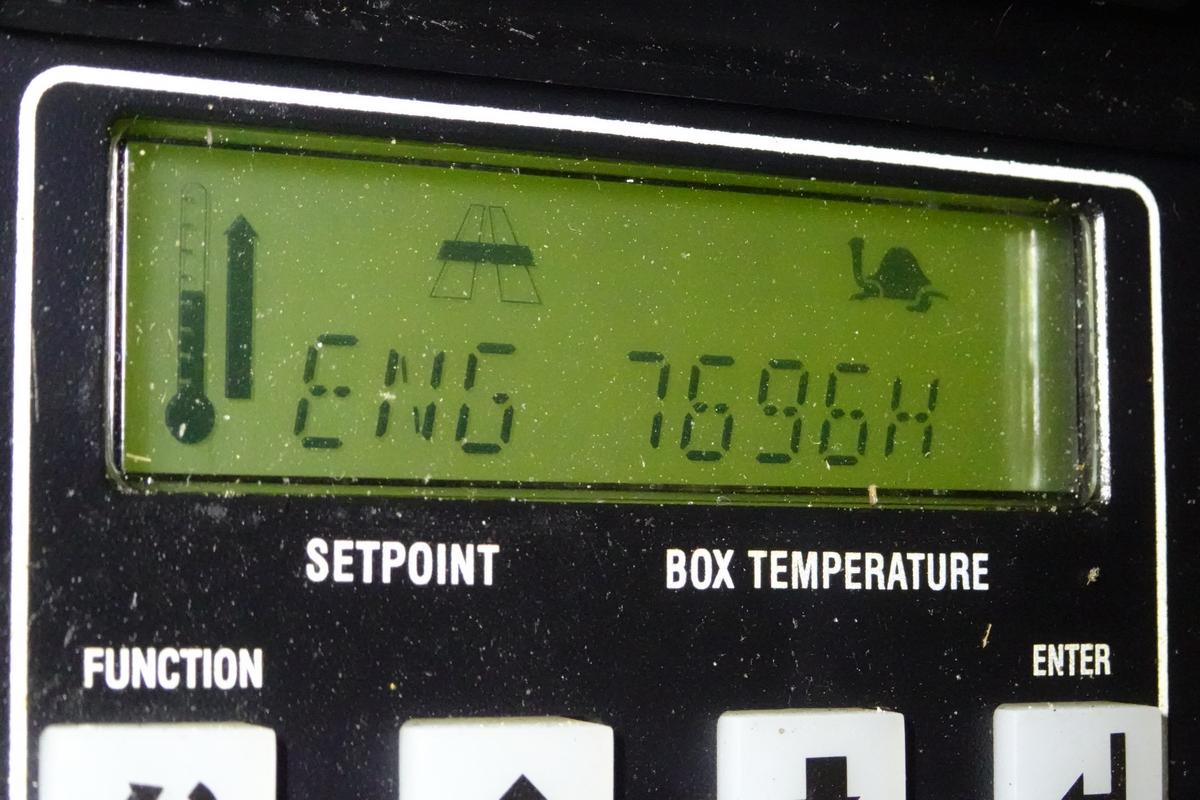 ENG 7696H
SETPOINT BOX TEMPERATURE
FUNCTION ENTER